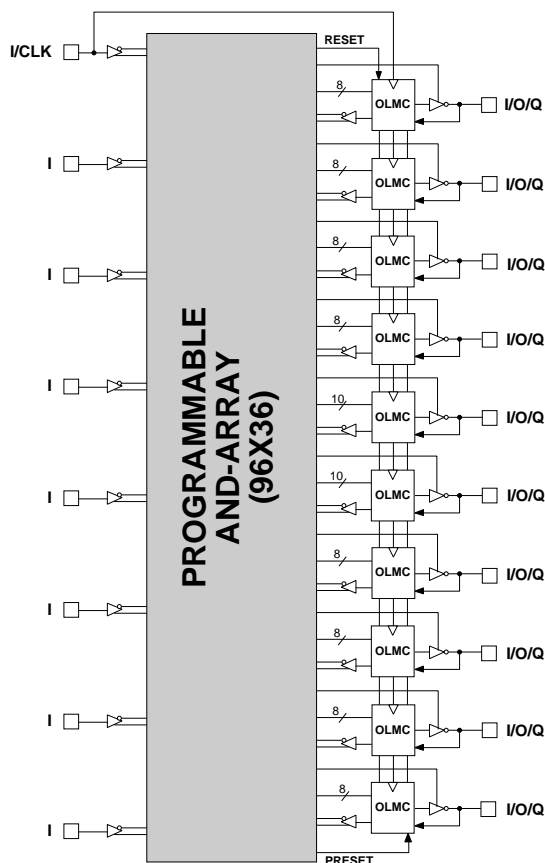 RESET
I/CLK
8
OLMC
I/O/Q
I
8
OLMC
I/O/Q
8
OLMC
I/O/Q
I
8
OLMC
I/O/Q
I
10
OLMC
I/O/Q
PROGRAMMABLE
AND-ARRAY
(96X36)
I
10
OLMC
I/O/Q
8
OLMC
I/O/Q
I
8
OLMC
I/O/Q
I
8
OLMC
I/O/Q
8
OLMC
I/O/Q
I
PRESET